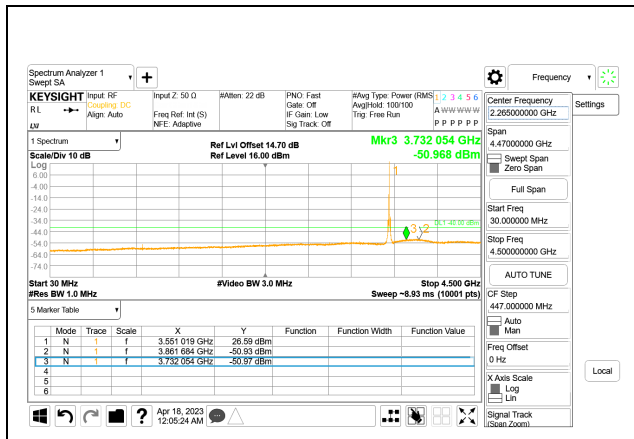 Spectrum Analyzer 1
Swept SA
Frequency
KEYSIGHT
Input: RF
Input Z: 50 Ω
#Atten: 22 dB
PNO: Fast
#Avg Type: Power (RMS
1 2 3 4 5 6
RL
Coupling: DC
Gate: Off
Avg|Hold: 100/100
A W W W W W
Align: Auto
Freq Ref: Int (S)
IF Gain: Low
Trig: Free Run
NFE: Adaptive
Sig Track: Off
P P P P P P
LXI
Center Frequency
2.265000000 GHz
Settings
Span
4.47000000 GHz
Swept Span
Zero Span
Full Span
Start Freq
30.000000 MHz
Stop Freq
4.500000000 GHz
AUTO TUNE
CF Step
447.000000 MHz
Auto
Man
Freq Offset
0 Hz
X Axis Scale
Log
Lin
Signal Track
(Span Zoom)
Local
1 Spectrum
Ref Lvl Offset 14.70 dB
Mkr3 3.732 054 GHz
Scale/Div 10 dB
Ref Level 16.00 dBm
-50.968 dBm
Log
6.00
-4.00
-14.0
-24.0
-34.0
-44.0
-54.0
-64.0
-74.0
1
3
2
DL1 -40.00 dBm
Start 30 MHz
#Video BW 3.0 MHz
Stop 4.500 GHz
#Res BW 1.0 MHz
Sweep ~8.93 ms (10001 pts)
5 Marker Table
Mode Trace Scale X Y Function Function Width Function Value
1 N 1 f 3.551 019 GHz 26.59 dBm
2 N 1 f 3.861 684 GHz -50.93 dBm
3 N 1 f 3.732 054 GHz -50.97 dBm
4
5
6
?
Apr 18, 2023
12:05:24 AM